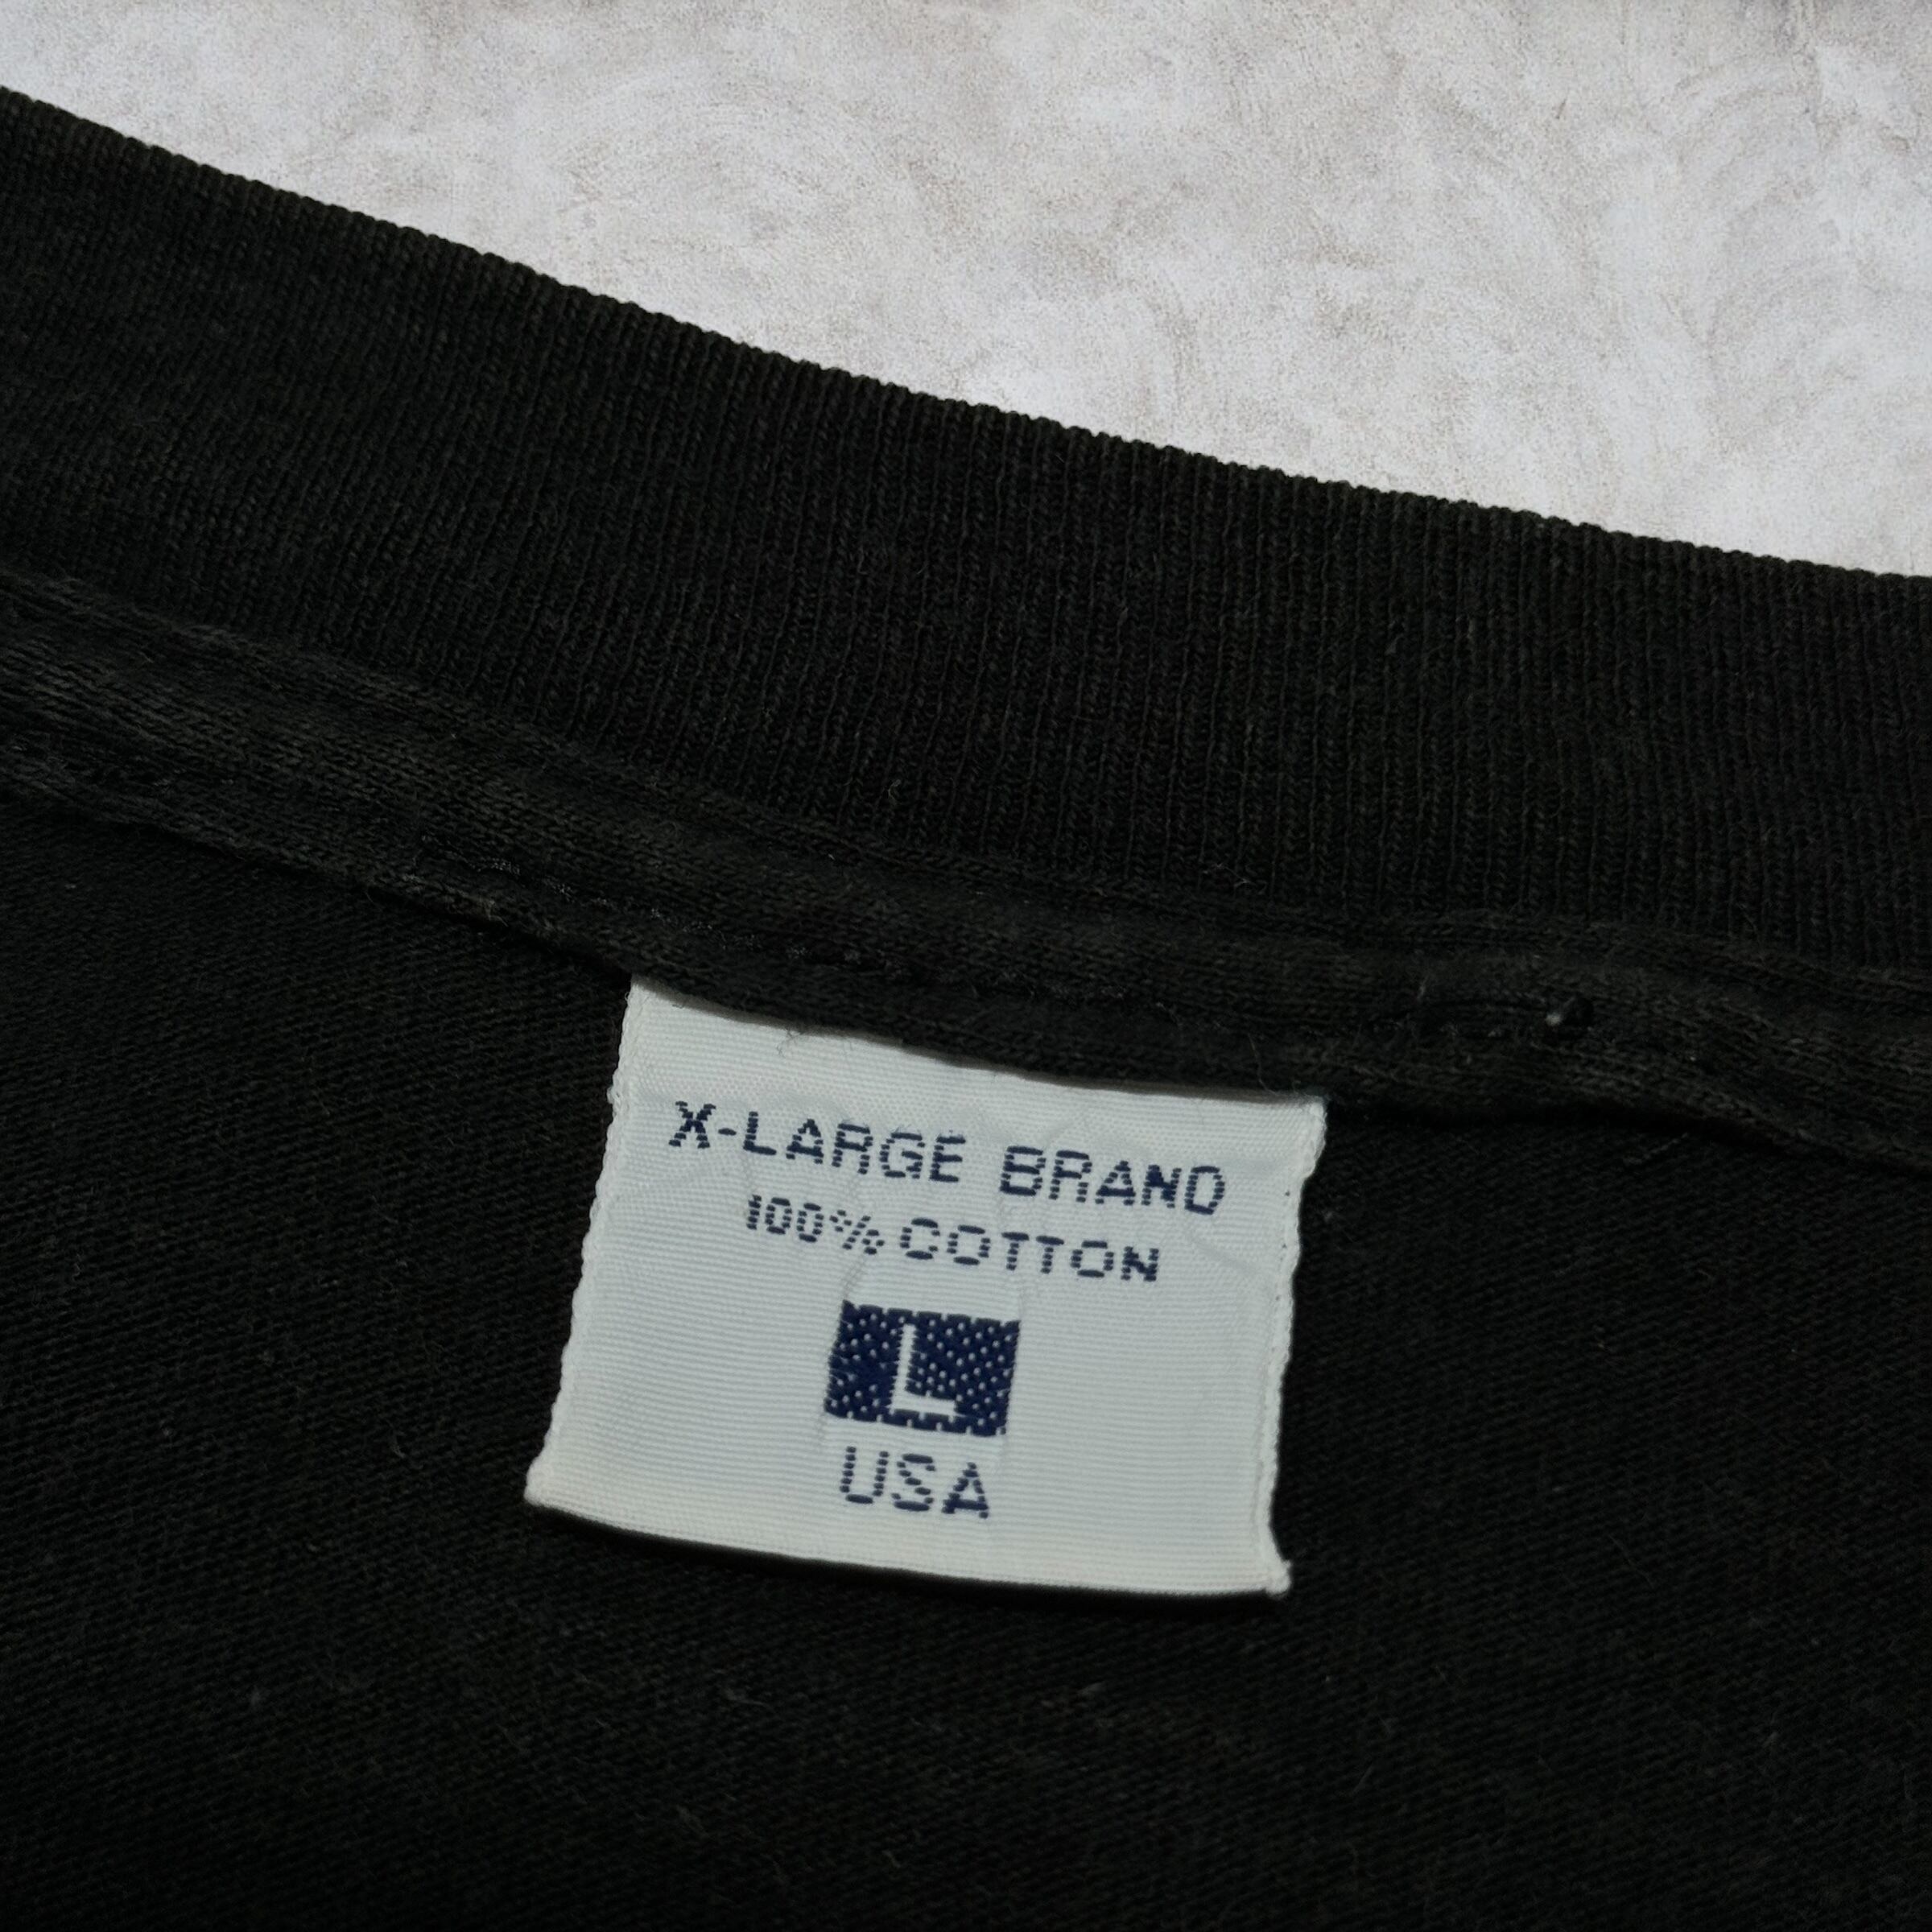 X-LARGE BRAND
100% COTTON
L
USA